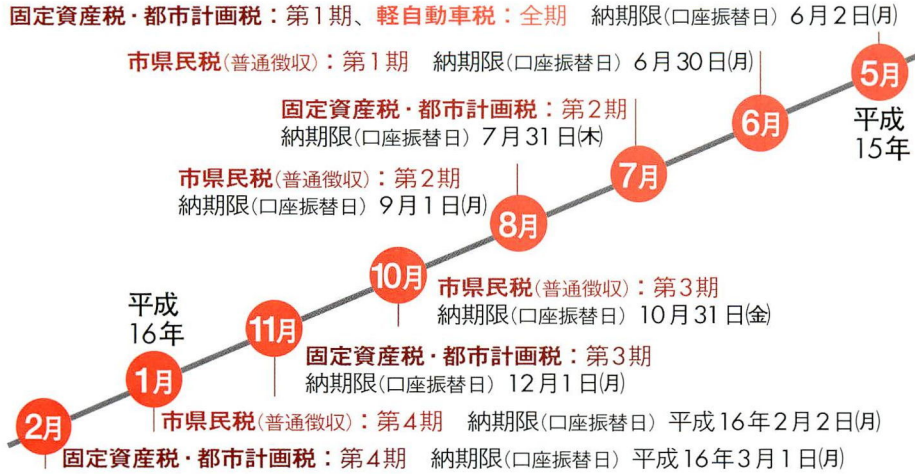 固定資産税・都市計画税：第1期、軽自動車税：全期　納期限(口座振替日) 6月2日(月)
5月
平成
15年
市県民税(普通徴収)：第1期　納期限(口座振替日) 6月30日(月)
6月
固定資産税・都市計画税：第2期
納期限(口座振替日) 7月31日(木)
7月
市県民税(普通徴収)：第2期
納期限(口座振替日) 9月1日(月)
8月
10月
市県民税(普通徴収)：第3期
納期限(口座振替日) 10月31日(金)
11月
固定資産税・都市計画税：第3期
納期限(口座振替日) 12月1日(月)
平成
16年
1月
市県民税(普通徴収)：第4期　納期限(口座振替日) 平成16年2月2日(月)
2月
固定資産税・都市計画税：第4期　納期限(口座振替日) 平成16年3月1日(月)